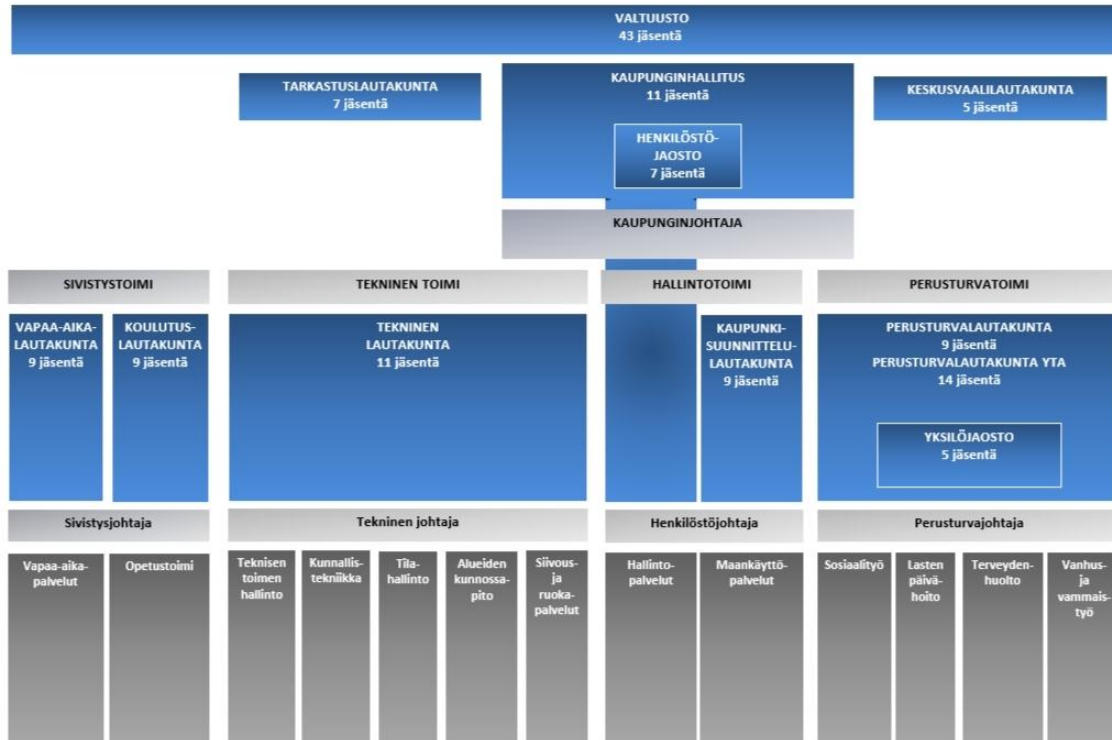 VALTUUSTO
43 jäsentä
TARKASTUSLAUTAKUNTA
7 jäsentä
KAUPUNGINHALLITUS
11 jäsentä
HENKILÖSTÖ-
JAOSTO
7 jäsentä
KESKUSVAALILAUTAKUNTA
5 jäsentä
KAUPUNGINJOHTAJA
SIVISTYSTOIMI
TEKNINEN TOIMI
HALLINTOTOIMI
PERUSTURVATOIMI
VAPAA-AIKA-
LAUTAKUNTA
9 jäsentä
KOULUTUS-
LAUTAKUNTA
9 jäsentä
TEKNINEN
LAUTAKUNTA
11 jäsentä
KAUPUNKI-
SUUNNITTELU-
LAUTAKUNTA
9 jäsentä
PERUSTURVALAUTAKUNTA
9 jäsentä
PERUSTURVALAUTAKUNTA YTA
14 jäsentä
YKSILÖJAOSTO
5 jäsentä
Sivistysjohtaja
Tekninen johtaja
Henkilöstöjohtaja
Perusturvajohtaja
Vapaa-aika-
palvelut
Opetustoimi
Teknisen
toimen
hallinto
Kunnallis-
tekniikka
Tila-
hallinto
Alueiden
kunnossa-
pito
Siivous-
ja
ruoka-
palvelut
Hallinto-
palvelut
Maankäyttö-
palvelut
Sosiaalityö
Lasten
päivä-
hoito
Terveyden-
huolto
Vanhus-
ja
vammais-
työ